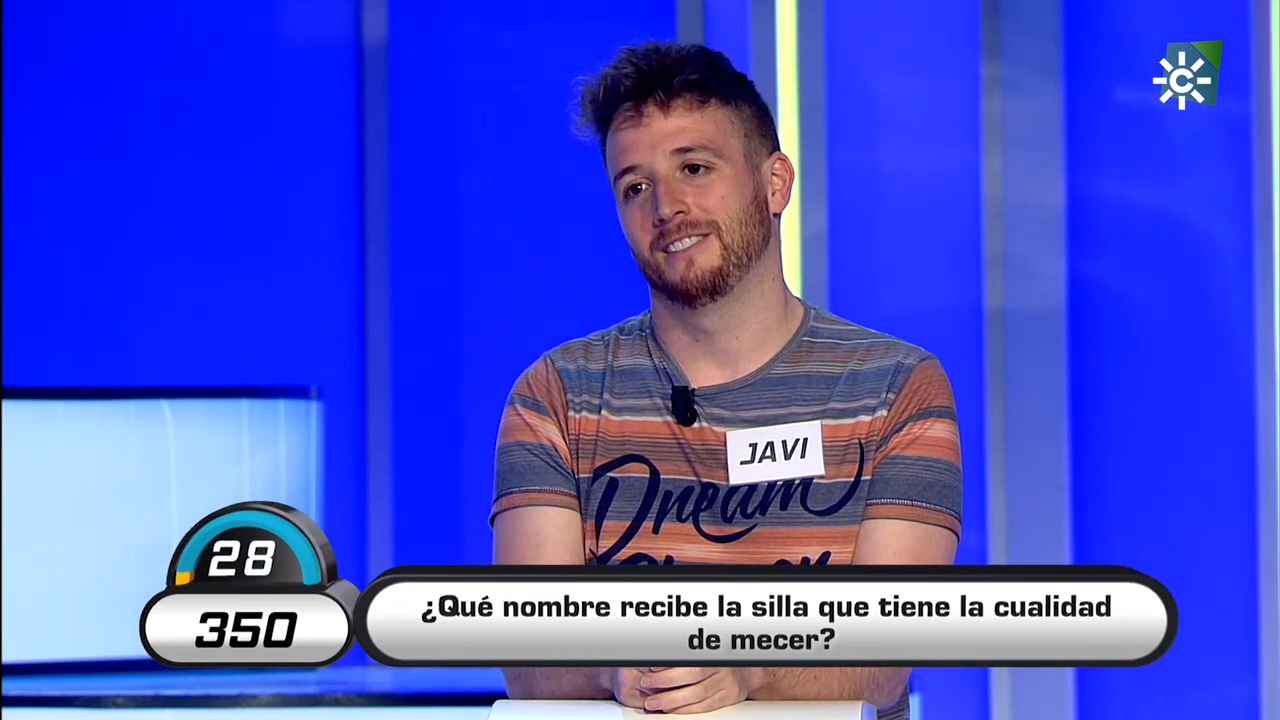 C
JAVI
Dream
28
350
¿Qué nombre recibe la silla que tiene la cualidad
de mecer?